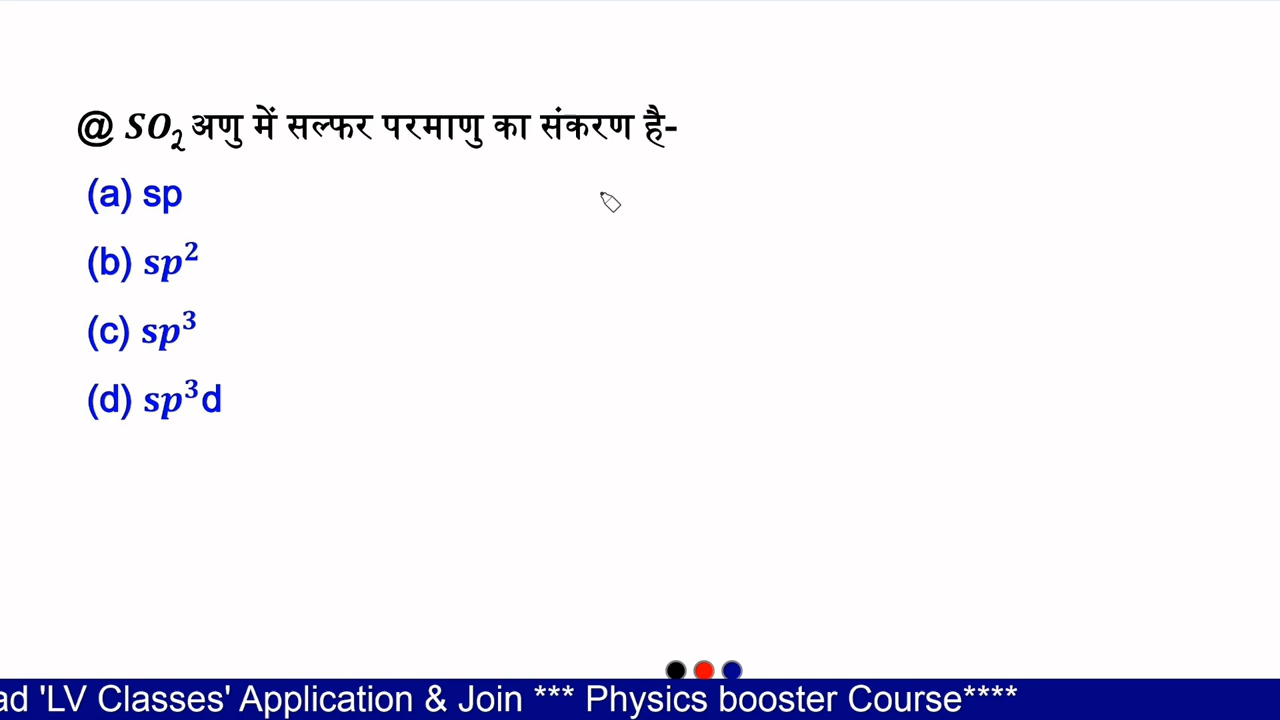 @ SO₂ अणु में सल्फर परमाणु का संकरण है-
(a) sp
(b) sp²
(c) sp³
(d) sp³d
ad 'LV Classes' Application & Join *** Physics booster Course****